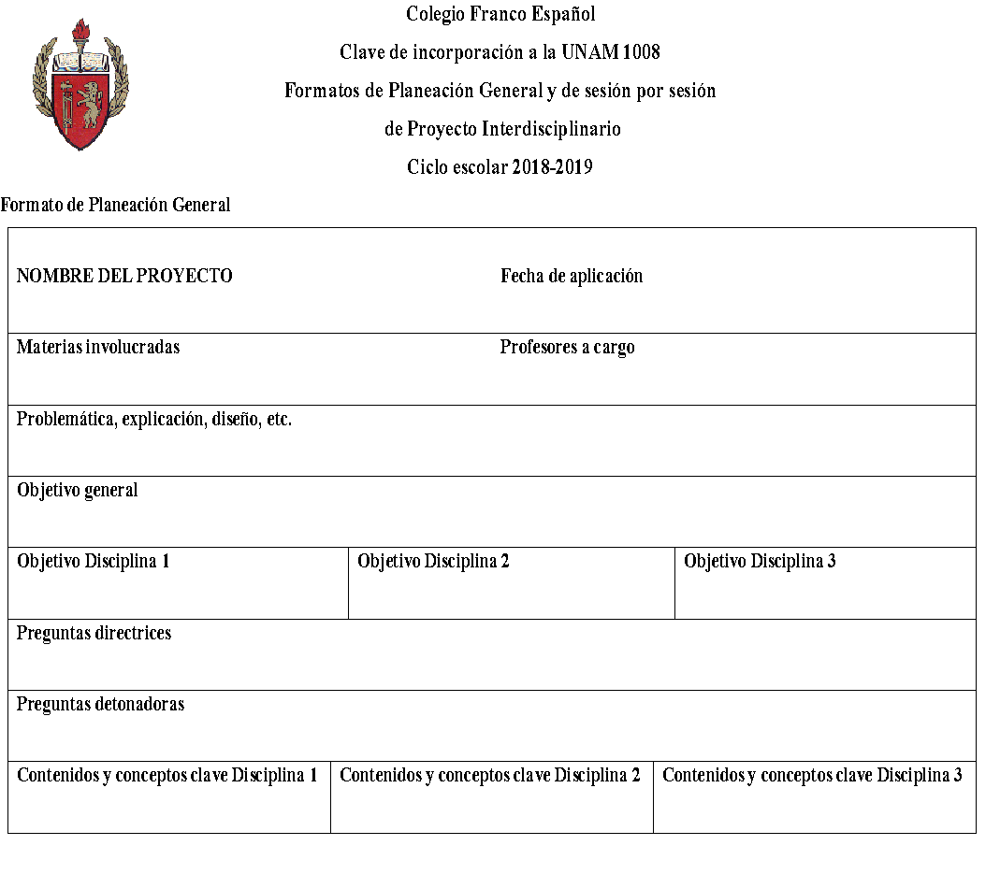 Colegio Franco Español
Clave de incorporación a la UNAM 1008
Formatos de Planeación General y de sesión por sesión
de Proyecto Interdisciplinario
Ciclo escolar 2018-2019
Formato de Planeación General
NOMBRE DEL PROYECTO Fecha de aplicación
Materias involucradas Profesores a cargo
Problemática, explicación, diseño, etc.
Objetivo general
Objetivo Disciplina 1 Objetivo Disciplina 2 Objetivo Disciplina 3
Preguntas directrices
Preguntas detonadoras
Contenidos y conceptos clave Disciplina 1 Contenidos y conceptos clave Disciplina 2 Contenidos y conceptos clave Disciplina 3